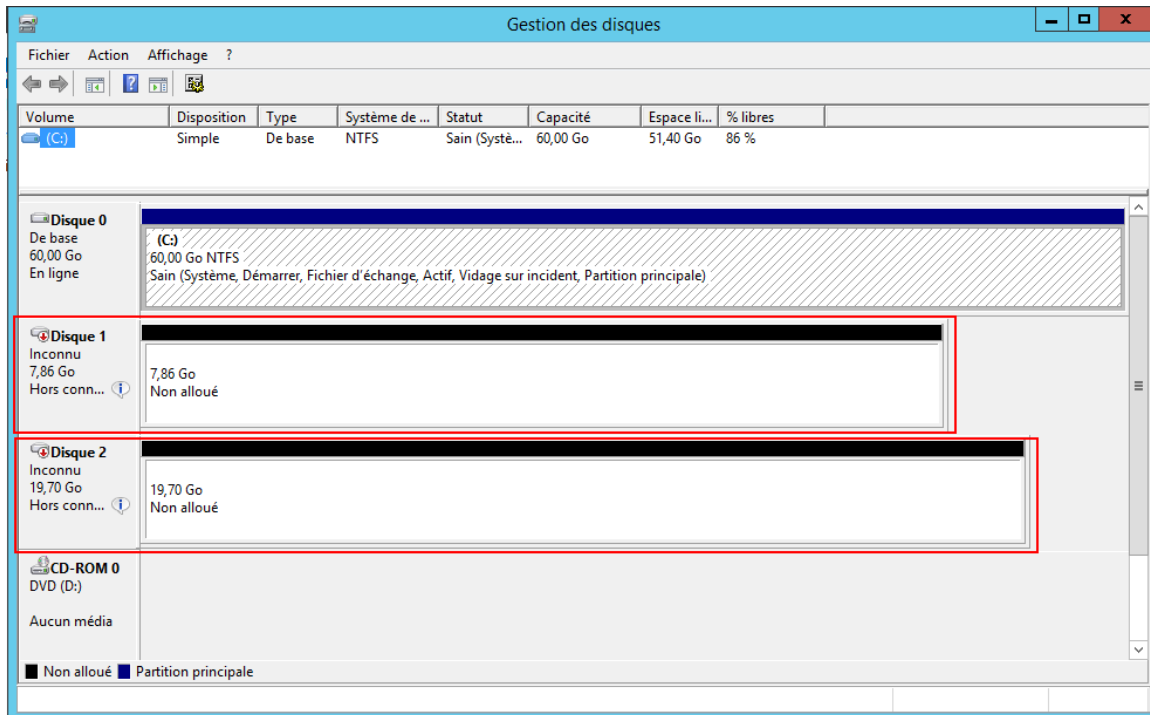 Gestion des disques
Fichier Action Affichage ?
Volume Disposition Type Système de ... Statut Capacité Espace li... % libres
(C:) Simple De base NTFS Sain (Systè... 60,00 Go 51,40 Go 86 %
Disque 0
De base
60,00 Go
En ligne
(C:)
60,00 Go NTFS
Sain (Système, Démarrer, Fichier d'échange, Actif, Vidage sur incident, Partition principale)
Disque 1
Inconnu
7,86 Go
Hors conn...
7,86 Go
Non alloué
Disque 2
Inconnu
19,70 Go
Hors conn...
19,70 Go
Non alloué
CD-ROM 0
DVD (D:)
Aucun média
Non alloué Partition principale